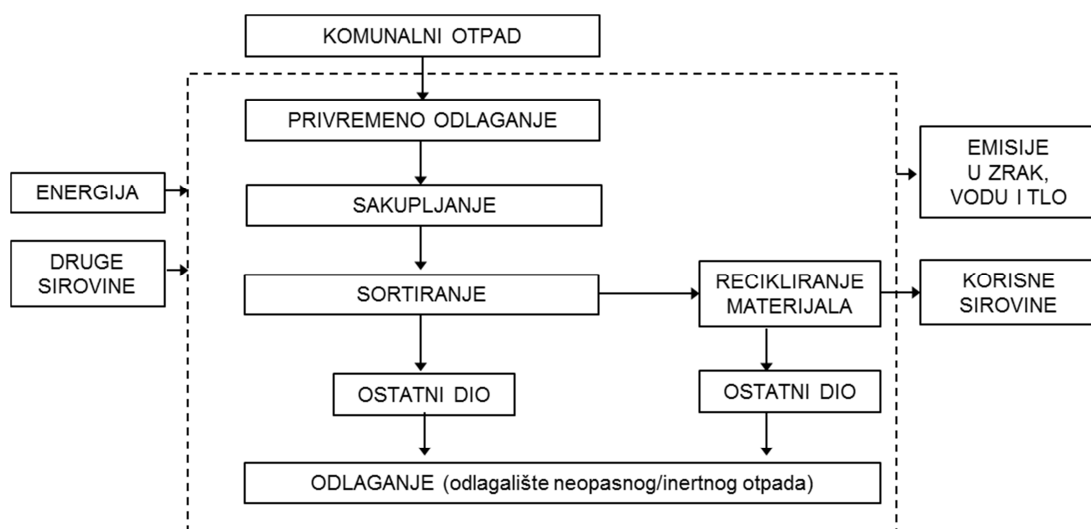 KOMUNALNI OTPAD
PRIVREMENO ODLAGANJE
EMISIJE
U ZRAK,
VODU I TLO
ENERGIJA
SAKUPLJANJE
DRUGE
SIROVINE
SORTIRANJE
RECIKLIRANJE
MATERIJALA
KORISNE
SIROVINE
OSTATNI DIO
OSTATNI DIO
ODLAGANJE (odlagalište neopasnog/inertnog otpada)